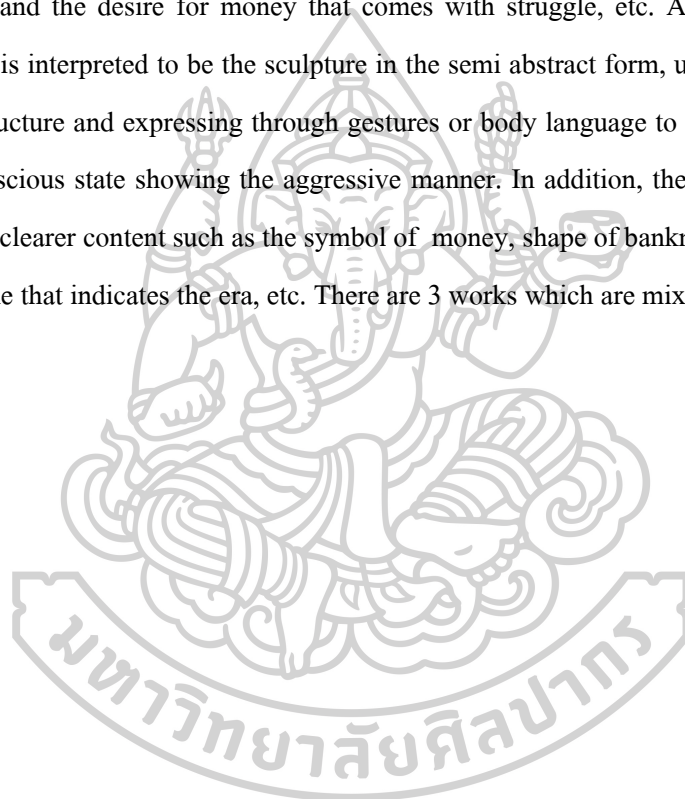 and the desire for money that comes with struggle, etc. A
is interpreted to be the sculpture in the semi abstract form, u
ucture and expressing through gestures or body language to
scious state showing the aggressive manner. In addition, the
clearer content such as the symbol of money, shape of bankn
e that indicates the era, etc. There are 3 works which are mix
มหาวิทยาลัยศิลปากร